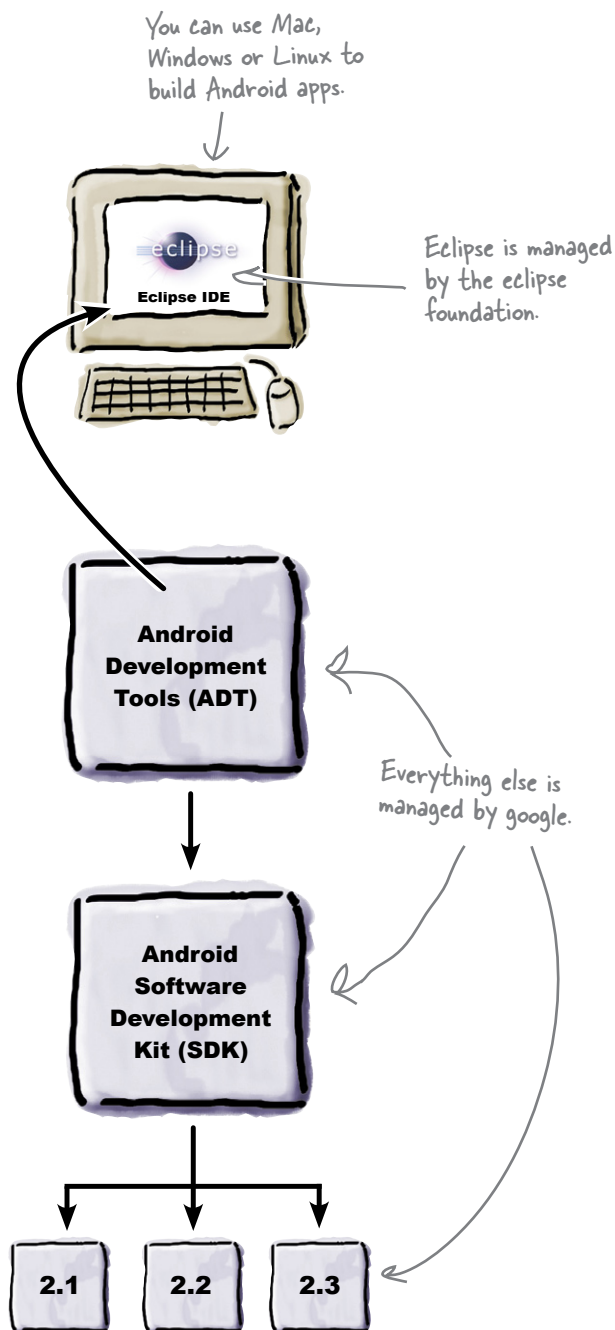 You can use Mac,
Windows or Linux to
build Android apps.
eclipse
Eclipse IDE
Eclipse is managed
by the eclipse
foundation.
Android
Development
Tools (ADT)
Everything else is
managed by google.
Android
Software
Development
Kit (SDK)
2.1
2.2
2.3